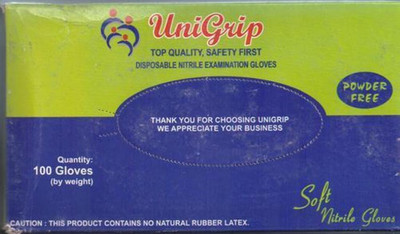 UniGrip
TOP QUALITY, SAFETY FIRST
DISPOSABLE NITRILE EXAMINATION GLOVES
POWDER
FREE
THANK YOU FOR CHOOSING UNIGRIP
WE APPRECIATE YOUR BUSINESS
Quantity:
100 Gloves
(by weight)
Soft
Nitrile Gloves
CAUTION : THIS PRODUCT CONTAINS NO NATURAL RUBBER LATEX.